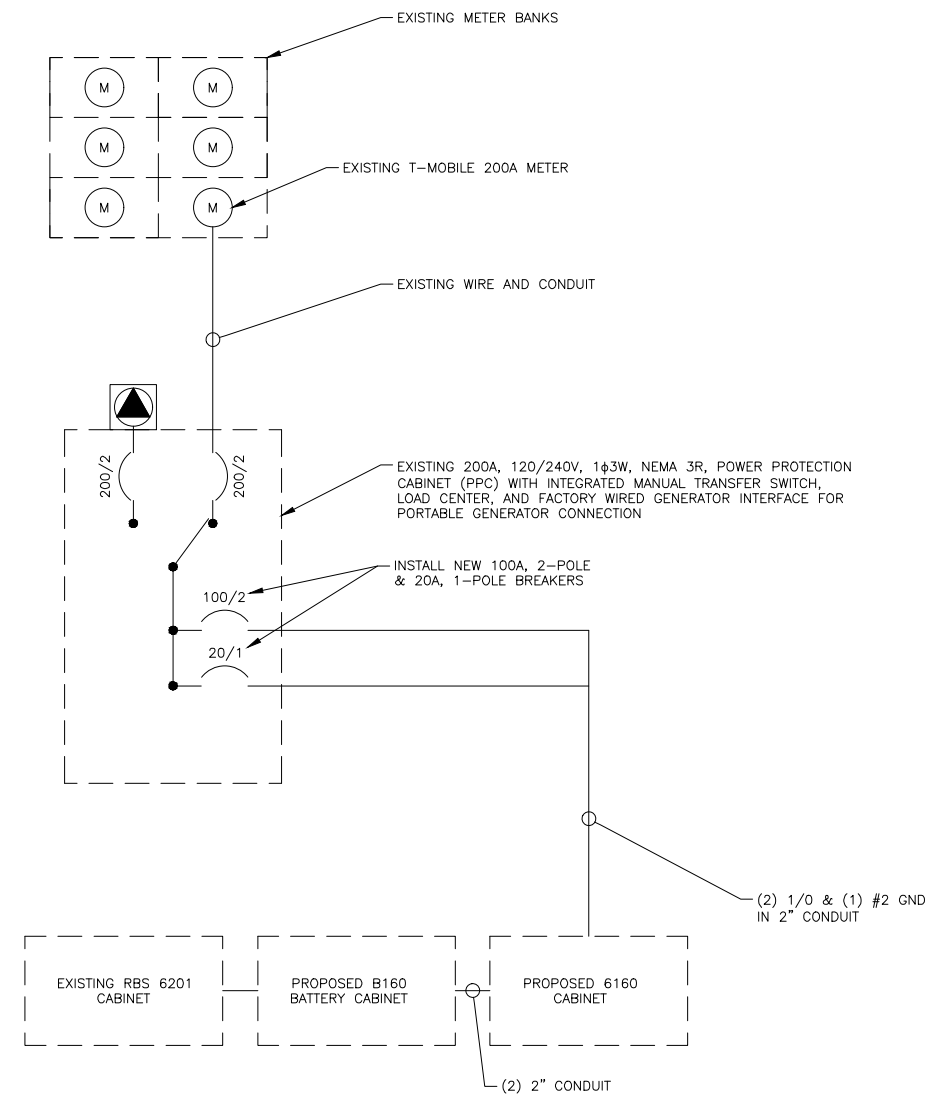 EXISTING METER BANKS
M M
M M
EXISTING T-MOBILE 200A METER
M M
EXISTING WIRE AND CONDUIT
200/2
200/2
EXISTING 200A, 120/240V, 1ϕ3W, NEMA 3R, POWER PROTECTION
CABINET (PPC) WITH INTEGRATED MANUAL TRANSFER SWITCH,
LOAD CENTER, AND FACTORY WIRED GENERATOR INTERFACE FOR
PORTABLE GENERATOR CONNECTION
INSTALL NEW 100A, 2-POLE
& 20A, 1-POLE BREAKERS
100/2
20/1
(2) 1/0 & (1) #2 GND
IN 2" CONDUIT
EXISTING RBS 6201
CABINET
PROPOSED B160
BATTERY CABINET
PROPOSED 6160
CABINET
(2) 2" CONDUIT